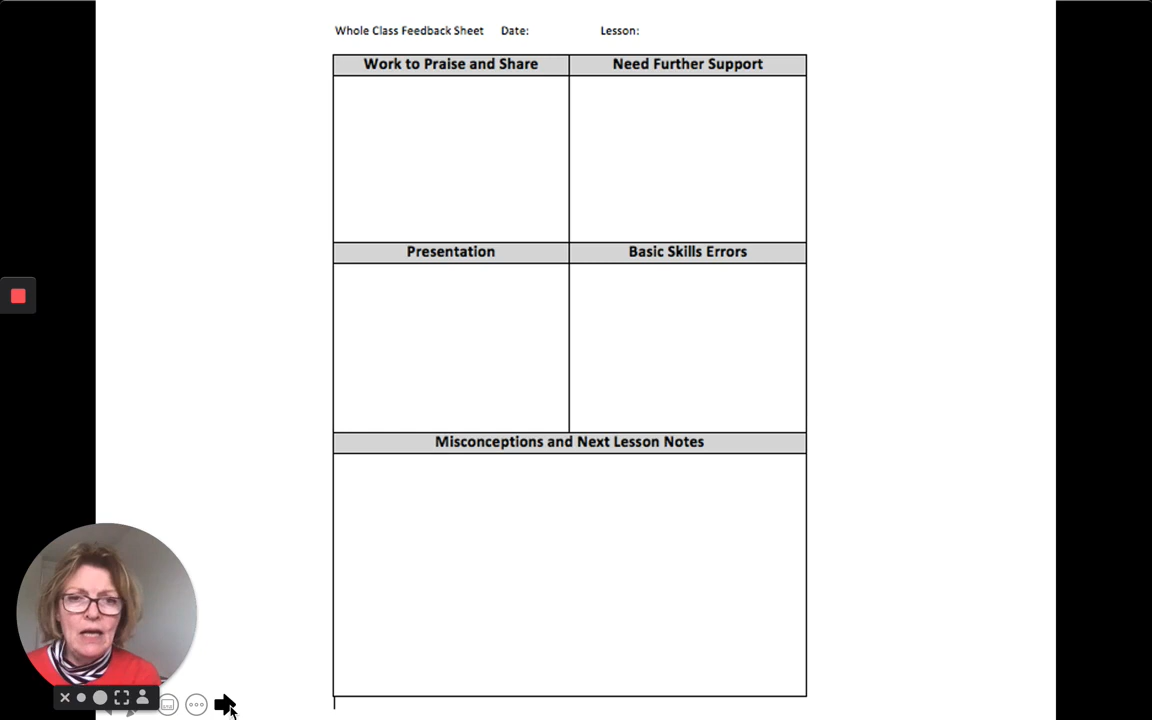 Whole Class Feedback Sheet Date: Lesson:
Work to Praise and Share Need Further Support
Presentation Basic Skills Errors
Misconceptions and Next Lesson Notes